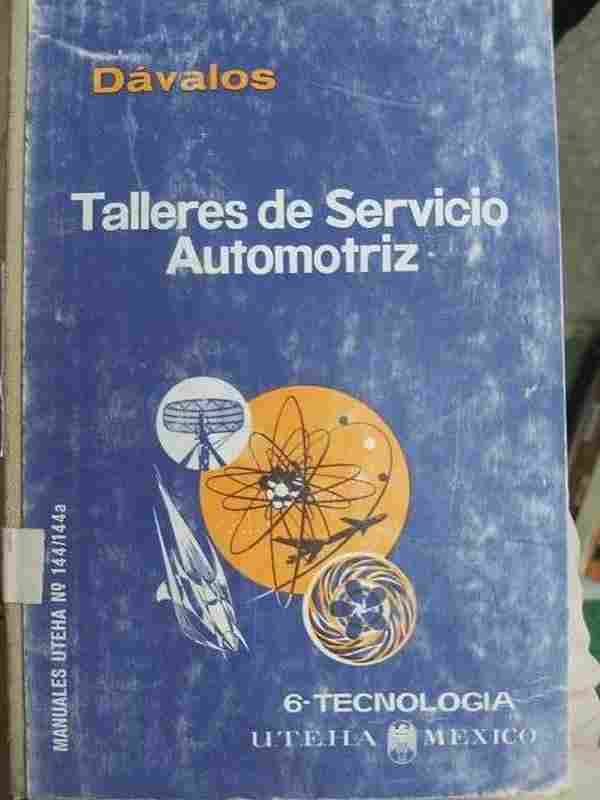 Dávalos
Talleres de Servicio
Automotriz
MANUALES UTEHA Nº 144/144a
6-TECNOLOGIA
UTEHA MEXICO